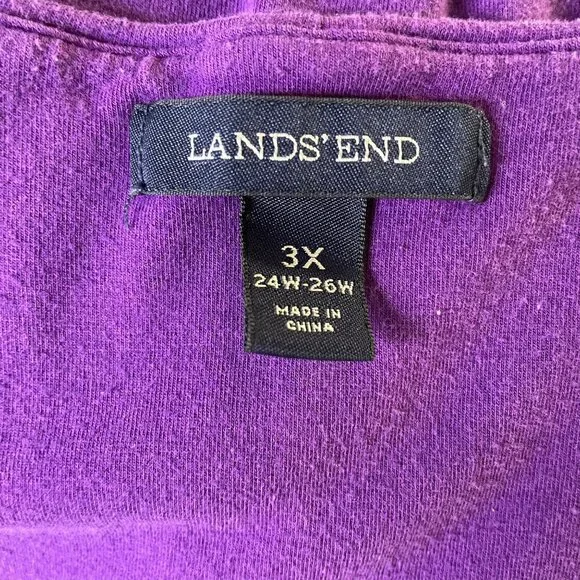 LANDS' END
3X
24W-26W
MADE IN
CHINA